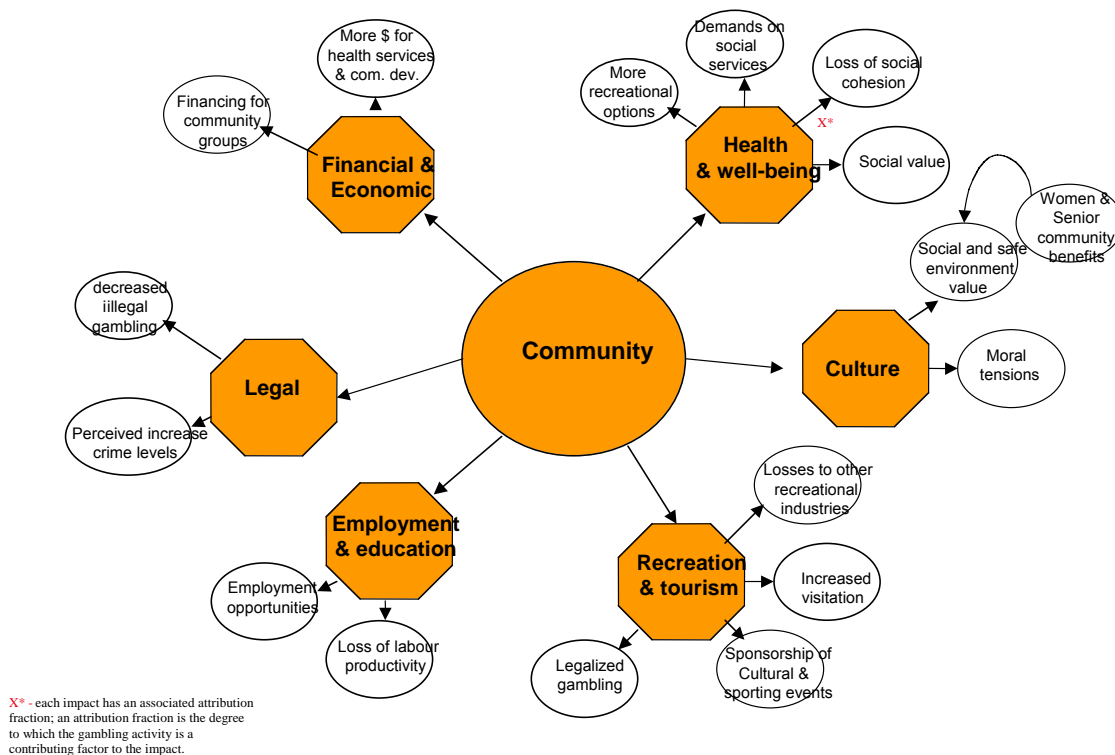 More $ for
health services
& com. dev.
Financing for
community
groups
Financial &
Economic
Demands on
social
services
More
recreational
options
Loss of social
cohesion
X*
Health
& well-being
Social value
Women &
Senior
community
benefits
Social and safe
environment
value
Culture
Moral
tensions
Community
decreased
iillegal
gambling
Legal
Perceived increase
crime levels
Employment
& education
Employment
opportunities
Loss of labour
productivity
Losses to other
recreational
industries
Recreation
& tourism
Increased
visitation
Legalized
gambling
Sponsorship of
Cultural &
sporting events
X* - each impact has an associated attribution
fraction; an attribution fraction is the degree
to which the gambling activity is a
contributing factor to the impact.